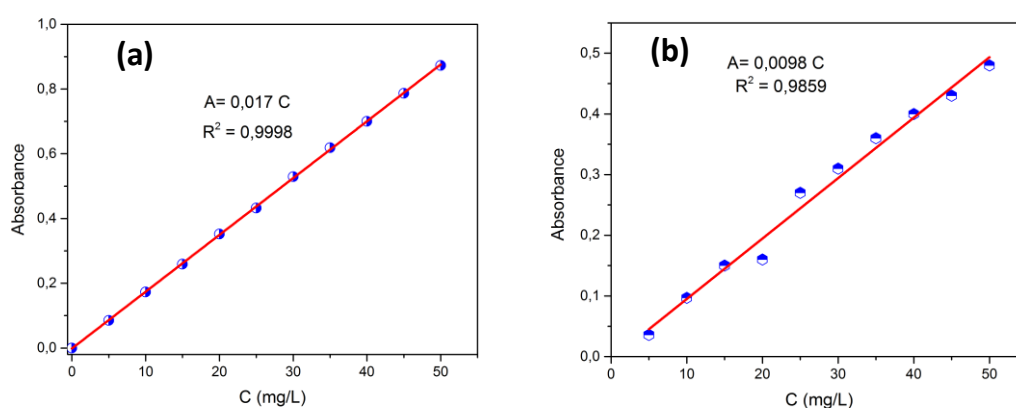 (a)
A= 0,017 C
R² = 0,9998
1,0
0,8
0,6
0,4
0,2
0,0
Absorbance
0 10 20 30 40 50
C (mg/L)
(b)
A= 0,0098 C
R² = 0,9859
0,5
0,4
0,3
0,2
0,1
0,0
Absorbance
0 10 20 30 40 50
C (mg/L)